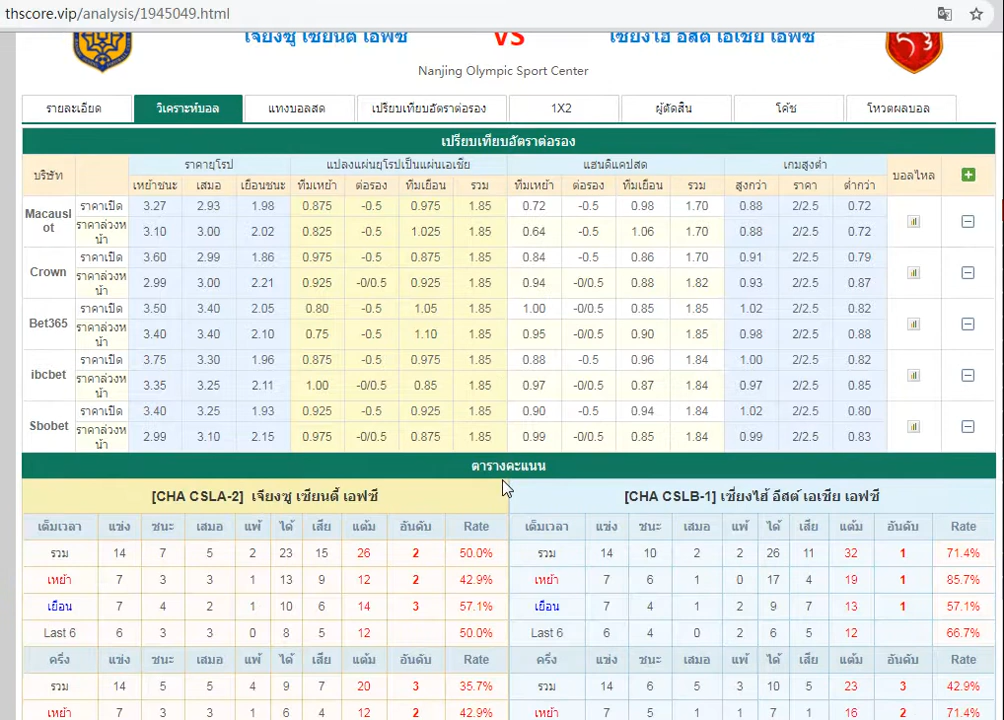 thscore.vip/analysis/1945049.html
เจียงซู เซียนตี้ เอฟซี VS เซี่ยงไฮ้ อีสต์ เอเชีย เอฟซี
Nanjing Olympic Sport Center
รายละเอียด วิเคราะห์บอล แทงบอลสด เปรียบเทียบอัตราต่อรอง 1X2 ผู้ตัดสิน โค้ช โหวตผลบอล
เปรียบเทียบอัตราต่อรอง
บริษัท ราคายุโรป แปลงแผ่นยุโรปเป็นแผ่นเอเชีย แฮนดิแคปสด เกมสูงต่ำ บอลไหล
เหย้าชนะ เสมอ เยือนชนะ ทีมเหย้า ต่อรอง ทีมเยือน รวม ทีมเหย้า ต่อรอง ทีมเยือน รวม สูงกว่า ราคา ต่ำกว่า
Macauslot ราคาเปิด 3.27 2.93 1.98 0.875 -0.5 0.975 1.85 0.72 -0.5 0.98 1.70 0.88 2/2.5 0.72
ราคาล่วงหน้า 3.10 3.00 2.02 0.825 -0.5 1.025 1.85 0.64 -0.5 1.06 1.70 0.88 2/2.5 0.72
Crown ราคาเปิด 3.60 2.99 1.86 0.975 -0.5 0.875 1.85 0.84 -0.5 0.86 1.70 0.91 2/2.5 0.79
ราคาล่วงหน้า 2.99 3.00 2.21 0.925 -0/0.5 0.925 1.85 0.94 -0/0.5 0.88 1.82 0.93 2/2.5 0.87
Bet365 ราคาเปิด 3.50 3.40 2.05 0.80 -0.5 1.05 1.85 1.00 -0/0.5 0.85 1.85 1.02 2/2.5 0.82
ราคาล่วงหน้า 3.40 3.40 2.10 0.75 -0.5 1.10 1.85 0.95 -0/0.5 0.90 1.85 0.98 2/2.5 0.88
ibcbet ราคาเปิด 3.75 3.30 1.96 0.875 -0.5 0.975 1.85 0.88 -0.5 0.96 1.84 1.00 2/2.5 0.82
ราคาล่วงหน้า 3.35 3.25 2.11 1.00 -0/0.5 0.85 1.85 0.97 -0/0.5 0.87 1.84 0.97 2/2.5 0.85
Sbobet ราคาเปิด 3.40 3.25 1.93 0.925 -0.5 0.925 1.85 0.90 -0.5 0.94 1.84 1.02 2/2.5 0.80
ราคาล่วงหน้า 2.99 3.10 2.15 0.975 -0/0.5 0.875 1.85 0.99 -0/0.5 0.85 1.84 0.99 2/2.5 0.83
ตารางคะแนน
[CHA CSLA-2] เจียงซู เซียนตี้ เอฟซี [CHA CSLB-1] เซี่ยงไฮ้ อีสต์ เอเชีย เอฟซี
เต็มเวลา แข่ง ชนะ เสมอ แพ้ ได้ เสีย แต้ม อันดับ Rate เต็มเวลา แข่ง ชนะ เสมอ แพ้ ได้ เสีย แต้ม อันดับ Rate
รวม 14 7 5 2 23 15 26 2 50.0% รวม 14 10 2 2 26 11 32 1 71.4%
เหย้า 7 3 3 1 13 9 12 2 42.9% เหย้า 7 6 1 0 17 4 19 1 85.7%
เยือน 7 4 2 1 10 6 14 3 57.1% เยือน 7 4 1 2 9 7 13 1 57.1%
Last 6 6 3 3 0 8 5 12 50.0% Last 6 6 4 0 2 6 5 12 66.7%
ครึ่ง แข่ง ชนะ เสมอ แพ้ ได้ เสีย แต้ม อันดับ Rate ครึ่ง แข่ง ชนะ เสมอ แพ้ ได้ เสีย แต้ม อันดับ Rate
รวม 14 5 5 4 9 7 20 3 35.7% รวม 14 6 5 3 10 5 23 3 42.9%
เหย้า 7 3 3 1 6 4 12 2 42.9% เหย้า 7 5 1 1 7 1 16 2 71.4%